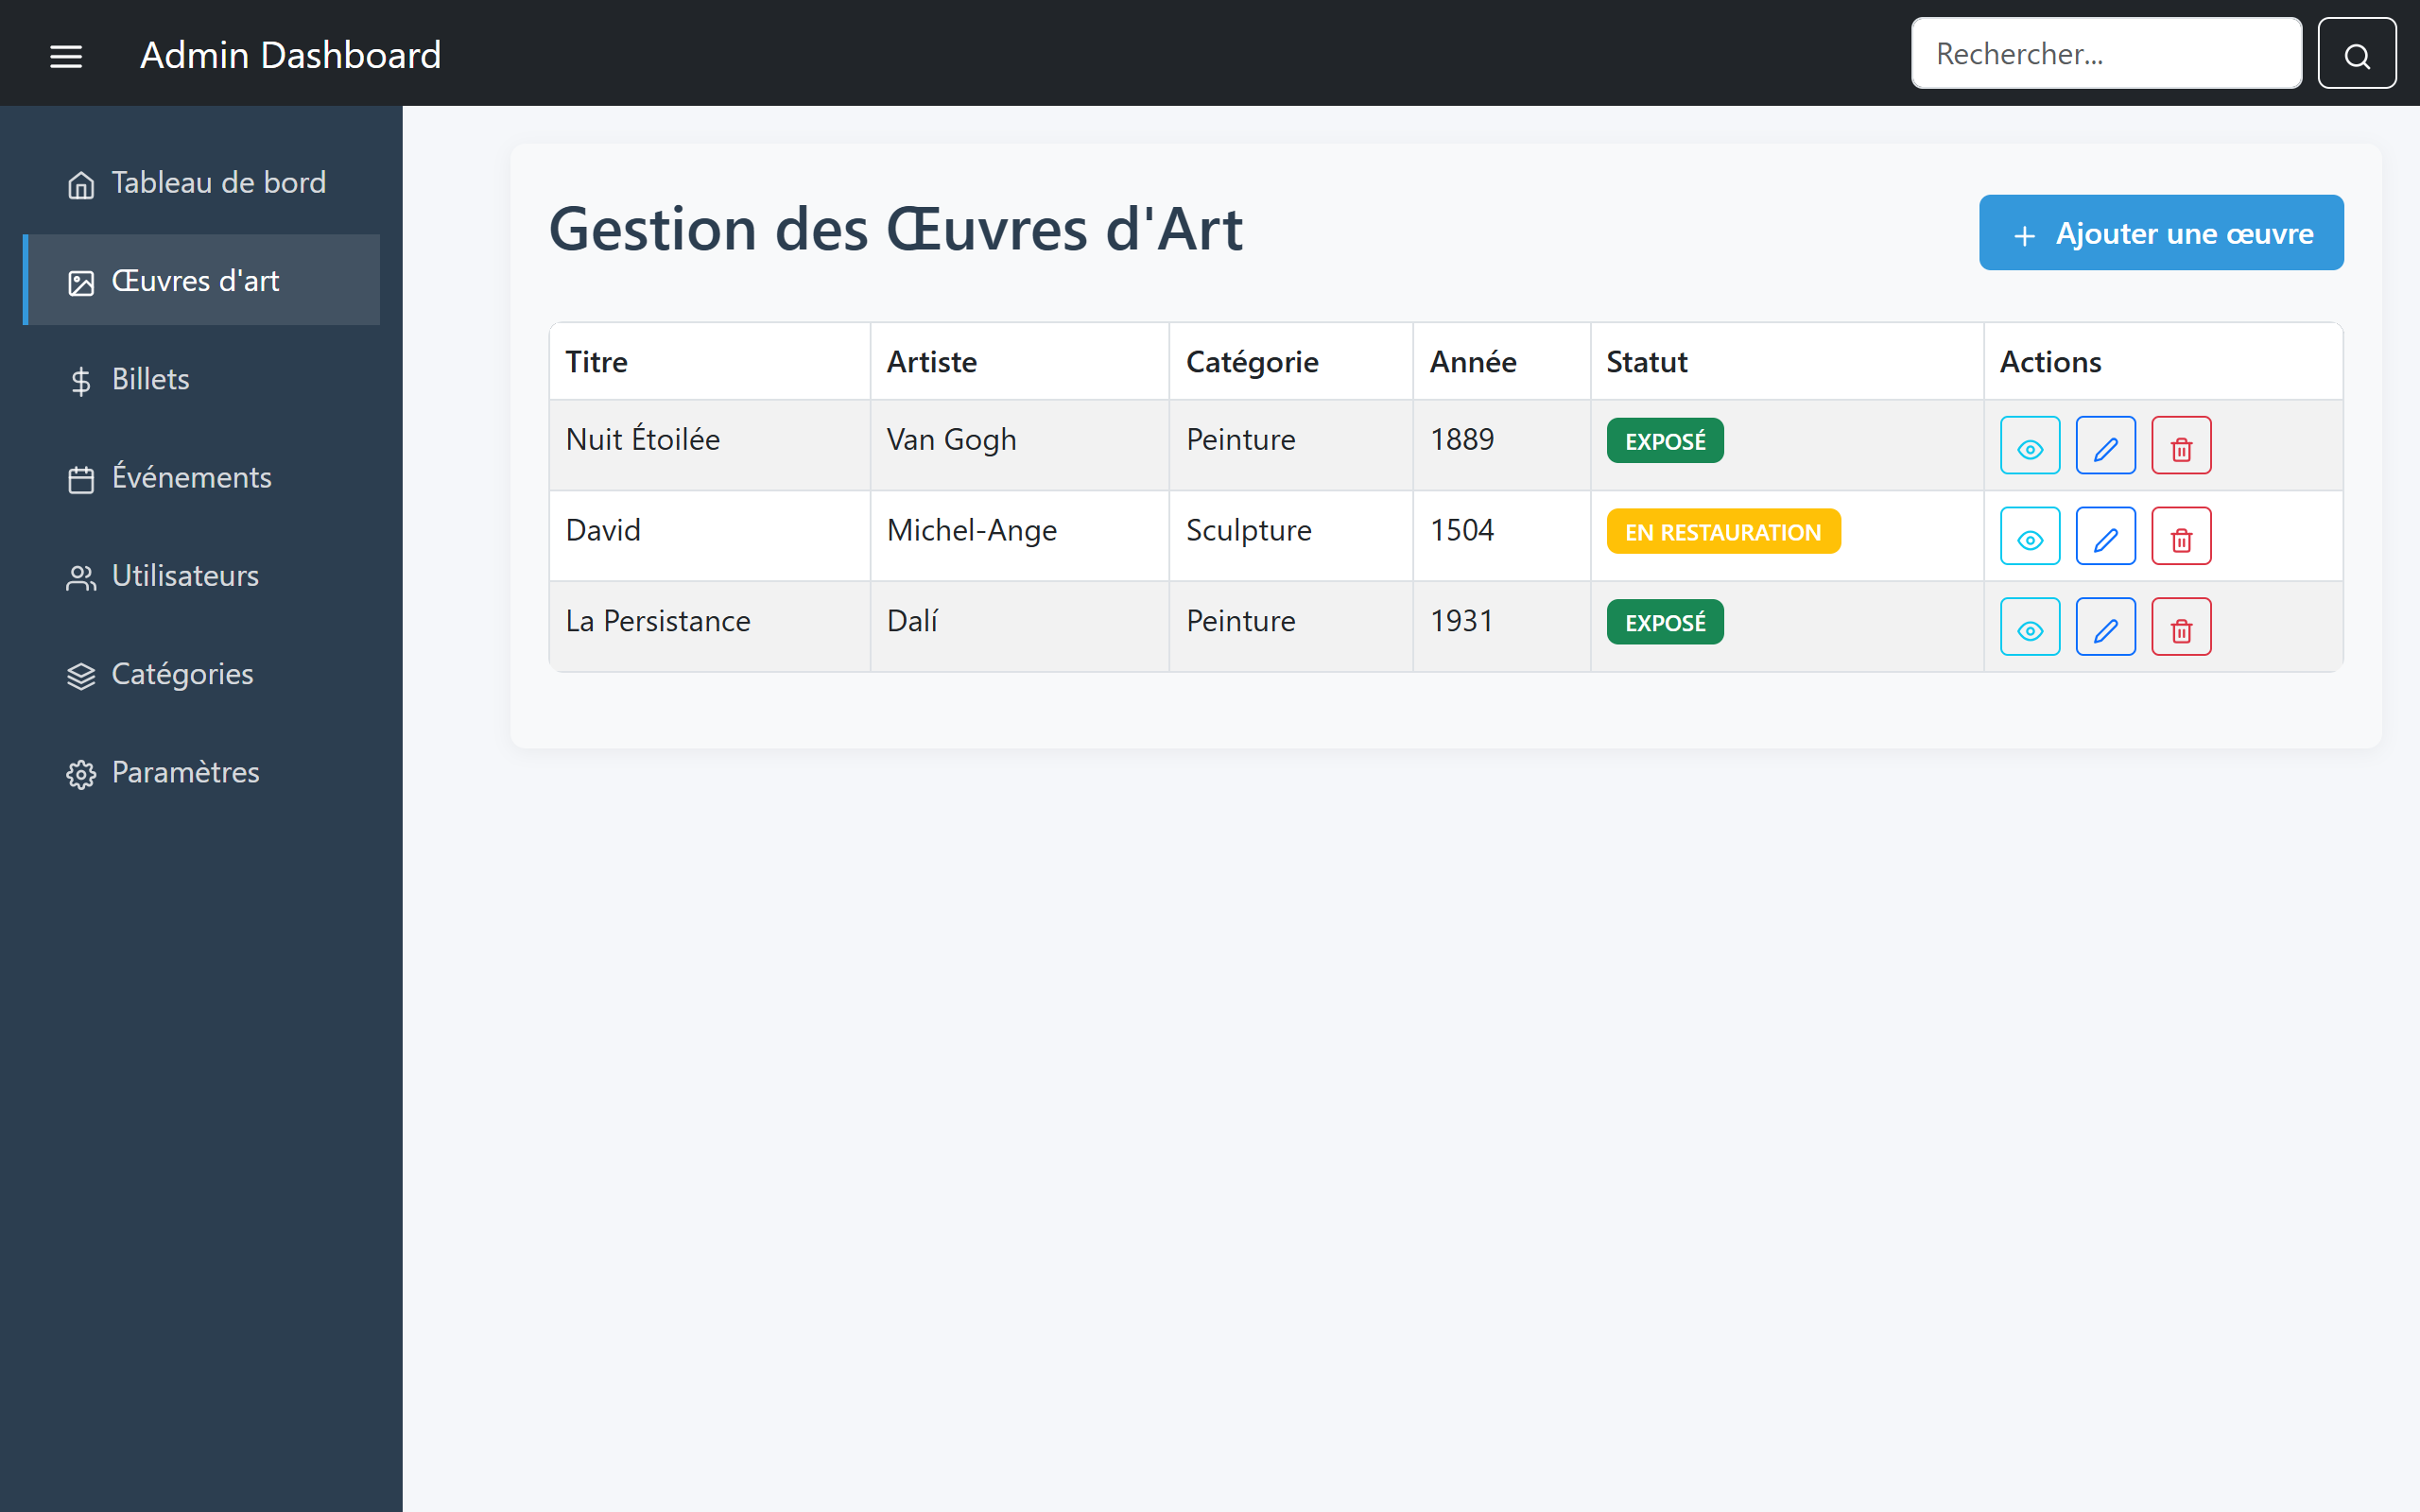 Admin Dashboard
Rechercher...
Tableau de bord
Œuvres d'art
Billets
Événements
Utilisateurs
Catégories
Paramètres
Gestion des Œuvres d'Art
Ajouter une œuvre
Titre Artiste Catégorie Année Statut Actions
Nuit Étoilée Van Gogh Peinture 1889 EXPOSÉ
David Michel-Ange Sculpture 1504 EN RESTAURATION
La Persistance Dalí Peinture 1931 EXPOSÉ